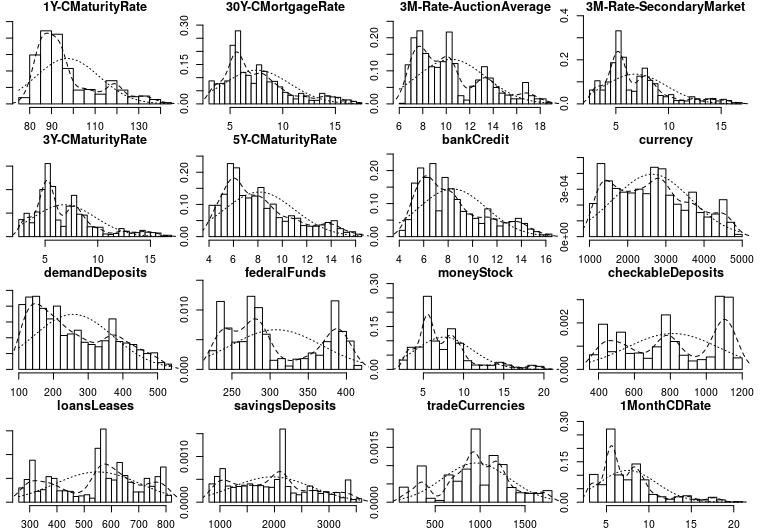 1Y-CMaturityRate 30Y-CMortgageRate 3M-Rate-AuctionAverage 3M-Rate-SecondaryMarket
0.00 0.15 0.30
0.00 0.10 0.20
0.0 0.2 0.4
80 90 110 130
5 10 15
6 8 10 12 14 16 18
5 10 15
3Y-CMaturityRate 5Y-CMaturityRate bankCredit currency
0.00 0.10 0.20
0.00 0.10 0.20
0e+00 3e-04
5 10 15
4 6 8 10 12 14 16
4 6 8 10 12 14 16
1000 2000 3000 4000 5000
demandDeposits federalFunds moneyStock checkableDeposits
0.000 0.010
0.00 0.15 0.30
0.000 0.002
100 200 300 400 500
250 300 350 400
5 10 15 20
400 600 800 1000 1200
loansLeases savingsDeposits tradeCurrencies 1MonthCDRate
0.0000 0.0015
0.0000 0.0015
0.00 0.15 0.30
300 400 500 600 700 800
1000 2000 3000
500 1000 1500
5 10 15 20